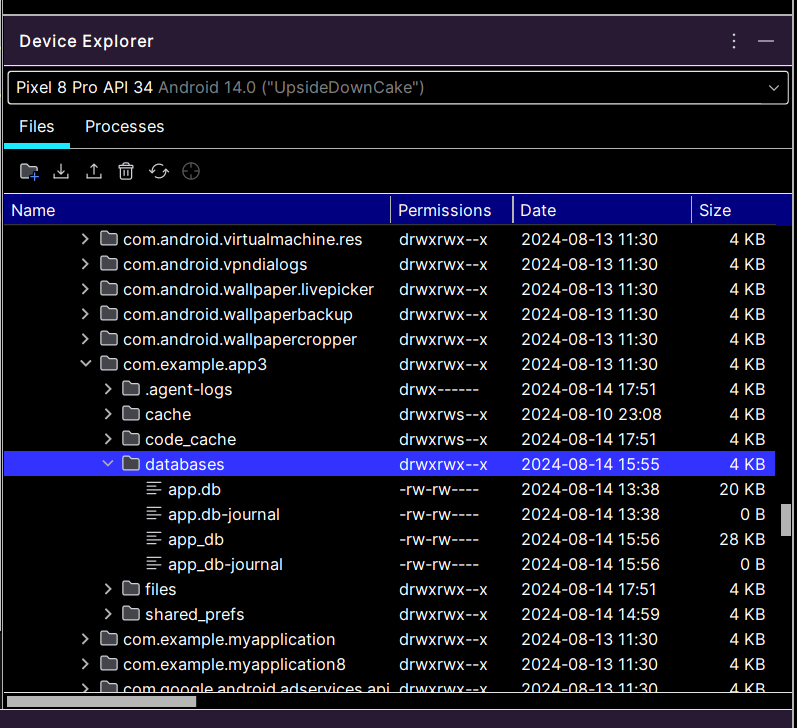 Device Explorer
Pixel 8 Pro API 34 Android 14.0 ("UpsideDownCake")
Files Processes
Name Permissions Date Size
com.android.virtualmachine.res drwxrwx--x 2024-08-13 11:30 4 KB
com.android.vpndialogs drwxrwx--x 2024-08-13 11:30 4 KB
com.android.wallpaper.livepicker drwxrwx--x 2024-08-13 11:30 4 KB
com.android.wallpaperbackup drwxrwx--x 2024-08-13 11:30 4 KB
com.android.wallpapercropper drwxrwx--x 2024-08-13 11:30 4 KB
com.example.app3 drwxrwx--x 2024-08-13 11:30 4 KB
.agent-logs drwx------ 2024-08-14 17:51 4 KB
cache drwxrws--x 2024-08-10 23:08 4 KB
code_cache drwxrws--x 2024-08-14 17:51 4 KB
databases drwxrwx--x 2024-08-14 15:55 4 KB
app.db -rw-rw---- 2024-08-14 13:38 20 KB
app.db-journal -rw-rw---- 2024-08-14 13:38 0 B
app_db -rw-rw---- 2024-08-14 15:56 28 KB
app_db-journal -rw-rw---- 2024-08-14 15:56 0 B
files drwxrwx--x 2024-08-14 17:51 4 KB
shared_prefs drwxrwx--x 2024-08-14 14:59 4 KB
com.example.myapplication drwxrwx--x 2024-08-13 11:30 4 KB
com.example.myapplication8 drwxrwx--x 2024-08-13 11:30 4 KB
com.google.android.adservices.api drwxrwx--x 2024-08-13 11:30 4 KB